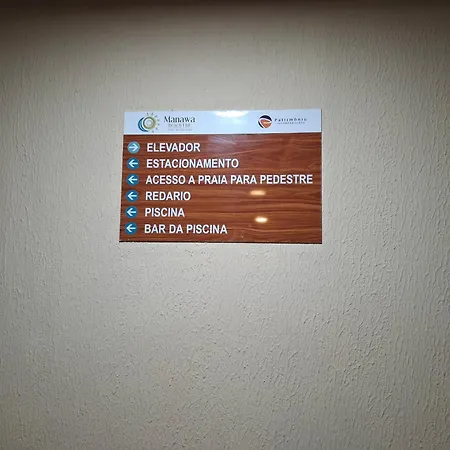 Manawa
Patrimônio
ELEVADOR
ESTACIONAMENTO
ACESSO A PRAIA PARA PEDESTRE
REDARIO
PISCINA
BAR DA PISCINA